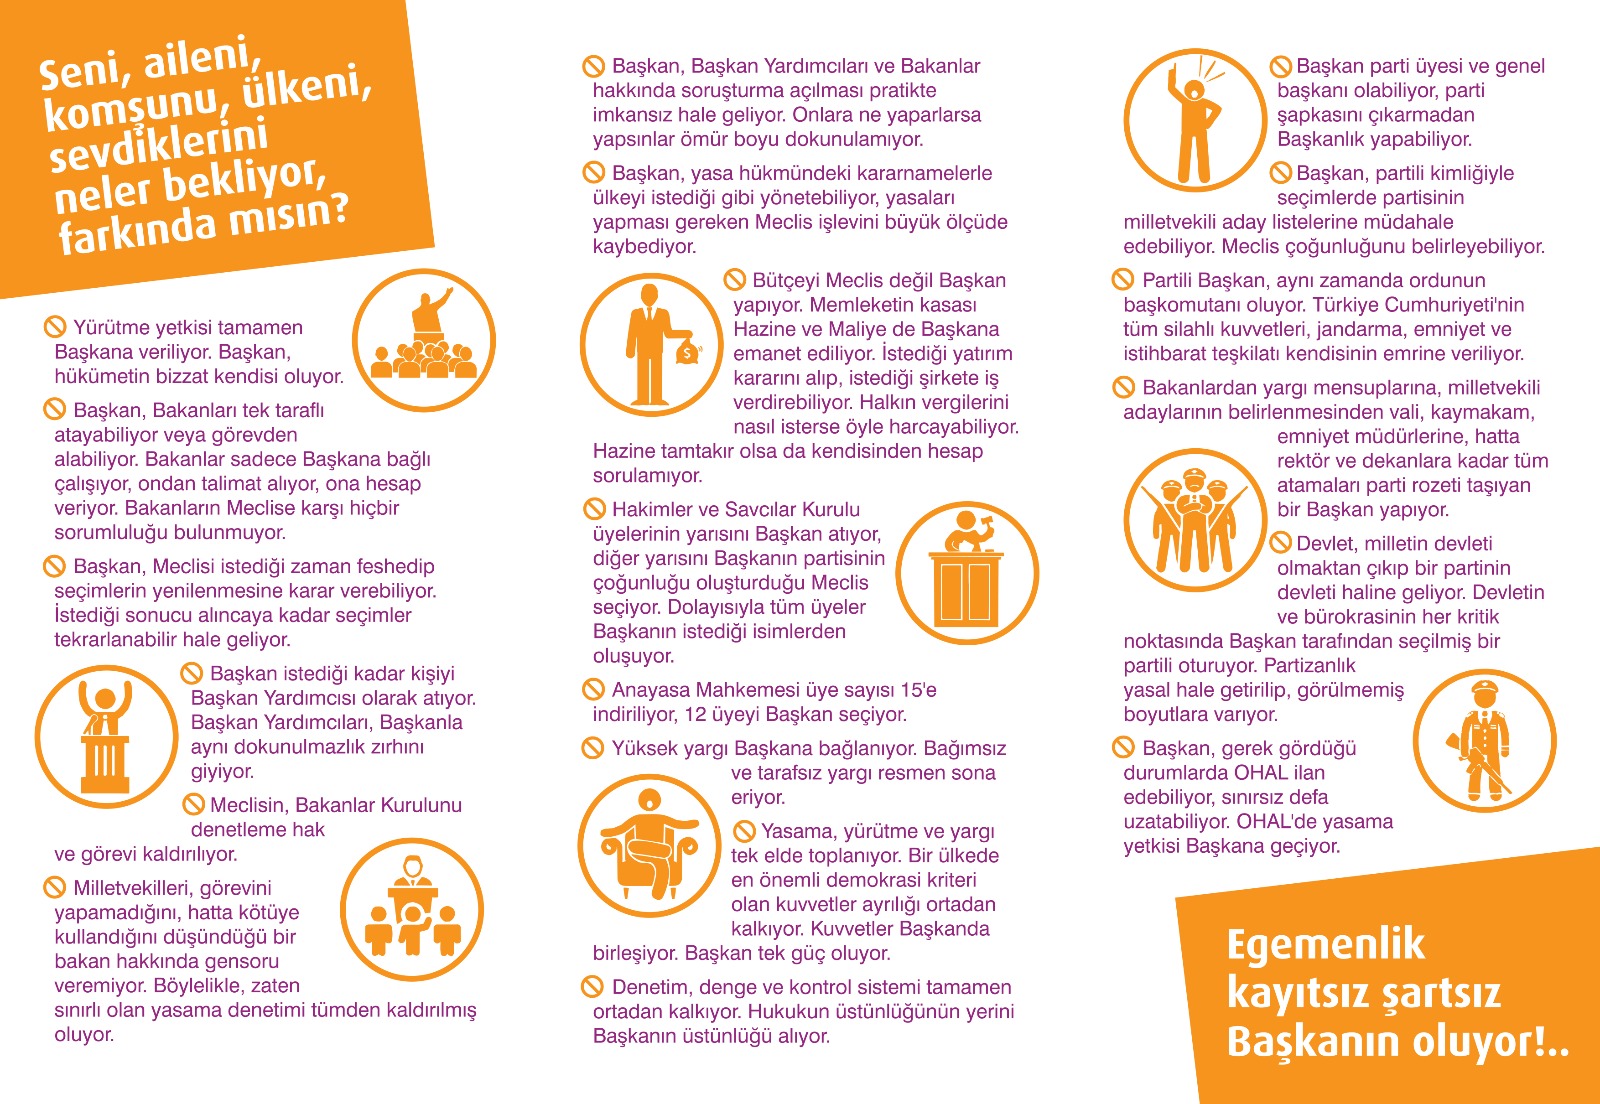 Seni, aileni,
komşunu, ülkeni,
sevdiklerini
neler bekliyor,
farkında mısın?
Yürütme yetkisi tamamen
Başkana veriliyor. Başkan,
hükümetin bizzat kendisi oluyor.
Başkan, Bakanları tek taraflı
atayabiliyor veya görevden
alabiliyor. Bakanlar sadece Başkana bağlı
çalışıyor, ondan talimat alıyor, ona hesap
veriyor. Bakanların Meclise karşı hiçbir
sorumluluğu bulunmuyor.
Başkan, Meclisi istediği zaman feshedip
seçimlerin yenilenmesine karar verebiliyor.
İstediği sonucu alıncaya kadar seçimler
tekrarlanabilir hale geliyor.
Başkan istediği kadar kişiyi
Başkan Yardımcısı olarak atıyor.
Başkan Yardımcıları, Başkanla
aynı dokunulmazlık zırhını
giyiyor.
Meclisin, Bakanlar Kurulunu
denetleme hak
ve görevi kaldırılıyor.
Milletvekilleri, görevini
yapamadığını, hatta kötüye
kullandığını düşündüğü bir
bakan hakkında gensoru
veremiyor. Böylelikle, zaten
sınırlı olan yasama denetimi tümden kaldırılmış
oluyor.
Başkan, Başkan Yardımcıları ve Bakanlar
hakkında soruşturma açılması pratikte
imkansız hale geliyor. Onlara ne yaparlarsa
yapsınlar ömür boyu dokunulamıyor.
Başkan, yasa hükmündeki kararnamelerle
ülkeyi istediği gibi yönetebiliyor, yasaları
yapması gereken Meclis işlevini büyük ölçüde
kaybediyor.
Bütçeyi Meclis değil Başkan
yapıyor. Memleketin kasası
Hazine ve Maliye de Başkana
emanet ediliyor. İstediği yatırım
kararını alıp, istediği şirkete iş
verdirebiliyor. Halkın vergilerini
nasıl isterse öyle harcayabiliyor.
Hazine tamtakır olsa da kendisinden hesap
sorulamıyor.
$
Hakimler ve Savcılar Kurulu
üyelerinin yarısını Başkan atıyor,
diğer yarısını Başkanın partisinin
çoğunluğu oluşturduğu Meclis
seçiyor. Dolayısıyla tüm üyeler
Başkanın istediği isimlerden
oluşuyor.
Anayasa Mahkemesi üye sayısı 15'e
indiriliyor, 12 üyeyi Başkan seçiyor.
Yüksek yargı Başkana bağlanıyor. Bağımsız
ve tarafsız yargı resmen sona
eriyor.
Yasama, yürütme ve yargı
tek elde toplanıyor. Bir ülkede
en önemli demokrasi kriteri
olan kuvvetler ayrılığı ortadan
kalkıyor. Kuvvetler Başkanda
birleşiyor. Başkan tek güç oluyor.
Denetim, denge ve kontrol sistemi tamamen
ortadan kalkıyor. Hukukun üstünlüğünün yerini
Başkanın üstünlüğü alıyor.
Başkan parti üyesi ve genel
başkanı olabiliyor, parti
şapkasını çıkarmadan
Başkanlık yapabiliyor.
Başkan, partili kimliğiyle
seçimlerde partisinin
milletvekili aday listelerine müdahale
edebiliyor. Meclis çoğunluğunu belirleyebiliyor.
Partili Başkan, aynı zamanda ordunun
başkomutanı oluyor. Türkiye Cumhuriyeti'nin
tüm silahlı kuvvetleri, jandarma, emniyet ve
istihbarat teşkilatı kendisinin emrine veriliyor.
Bakanlardan yargı mensuplarına, milletvekili
adaylarının belirlenmesinden vali, kaymakam,
emniyet müdürlerine, hatta
rektör ve dekanlara kadar tüm
atamaları parti rozeti taşıyan
bir Başkan yapıyor.
Devlet, milletin devleti
olmaktan çıkıp bir partinin
devleti haline geliyor. Devletin
ve bürokrasinin her kritik
noktasında Başkan tarafından seçilmiş bir
partili oturuyor. Partizanlık
yasal hale getirilip, görülmemiş
boyutlara varıyor.
Başkan, gerek gördüğü
durumlarda OHAL ilan
edebiliyor, sınırsız defa
uzatabiliyor. OHAL'de yasama
yetkisi Başkana geçiyor.
Egemenlik
kayıtsız şartsız
Başkanın oluyor!..